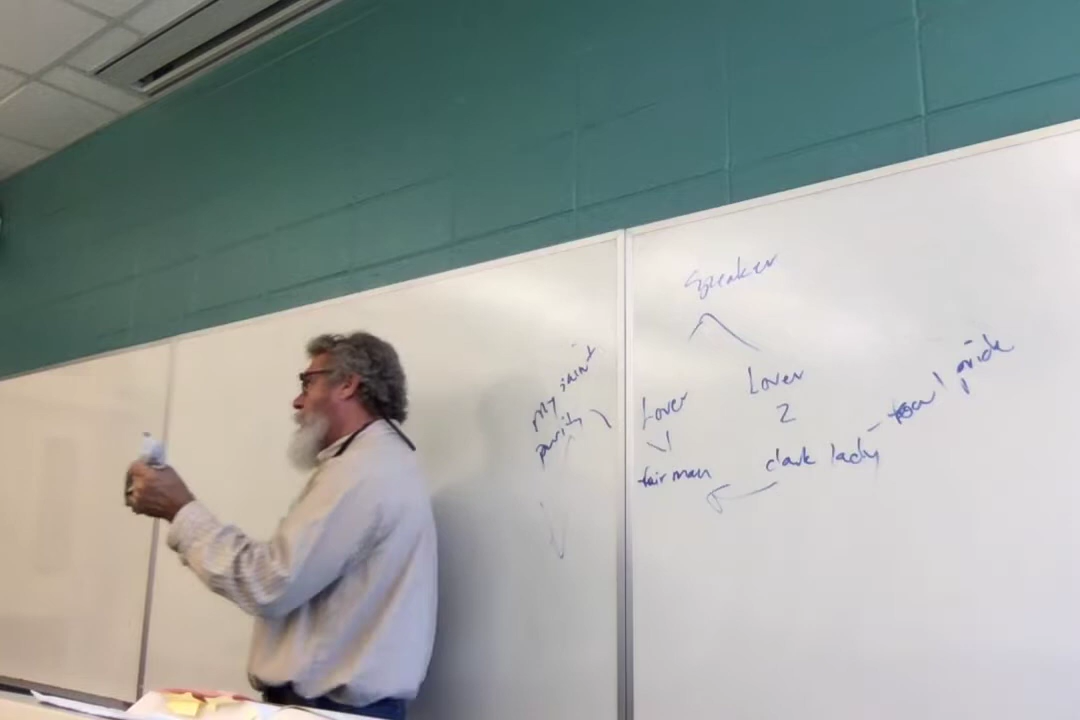 Speaker
my saint
purity
Lover
Lover
2
fair man
dark lady - foul pride